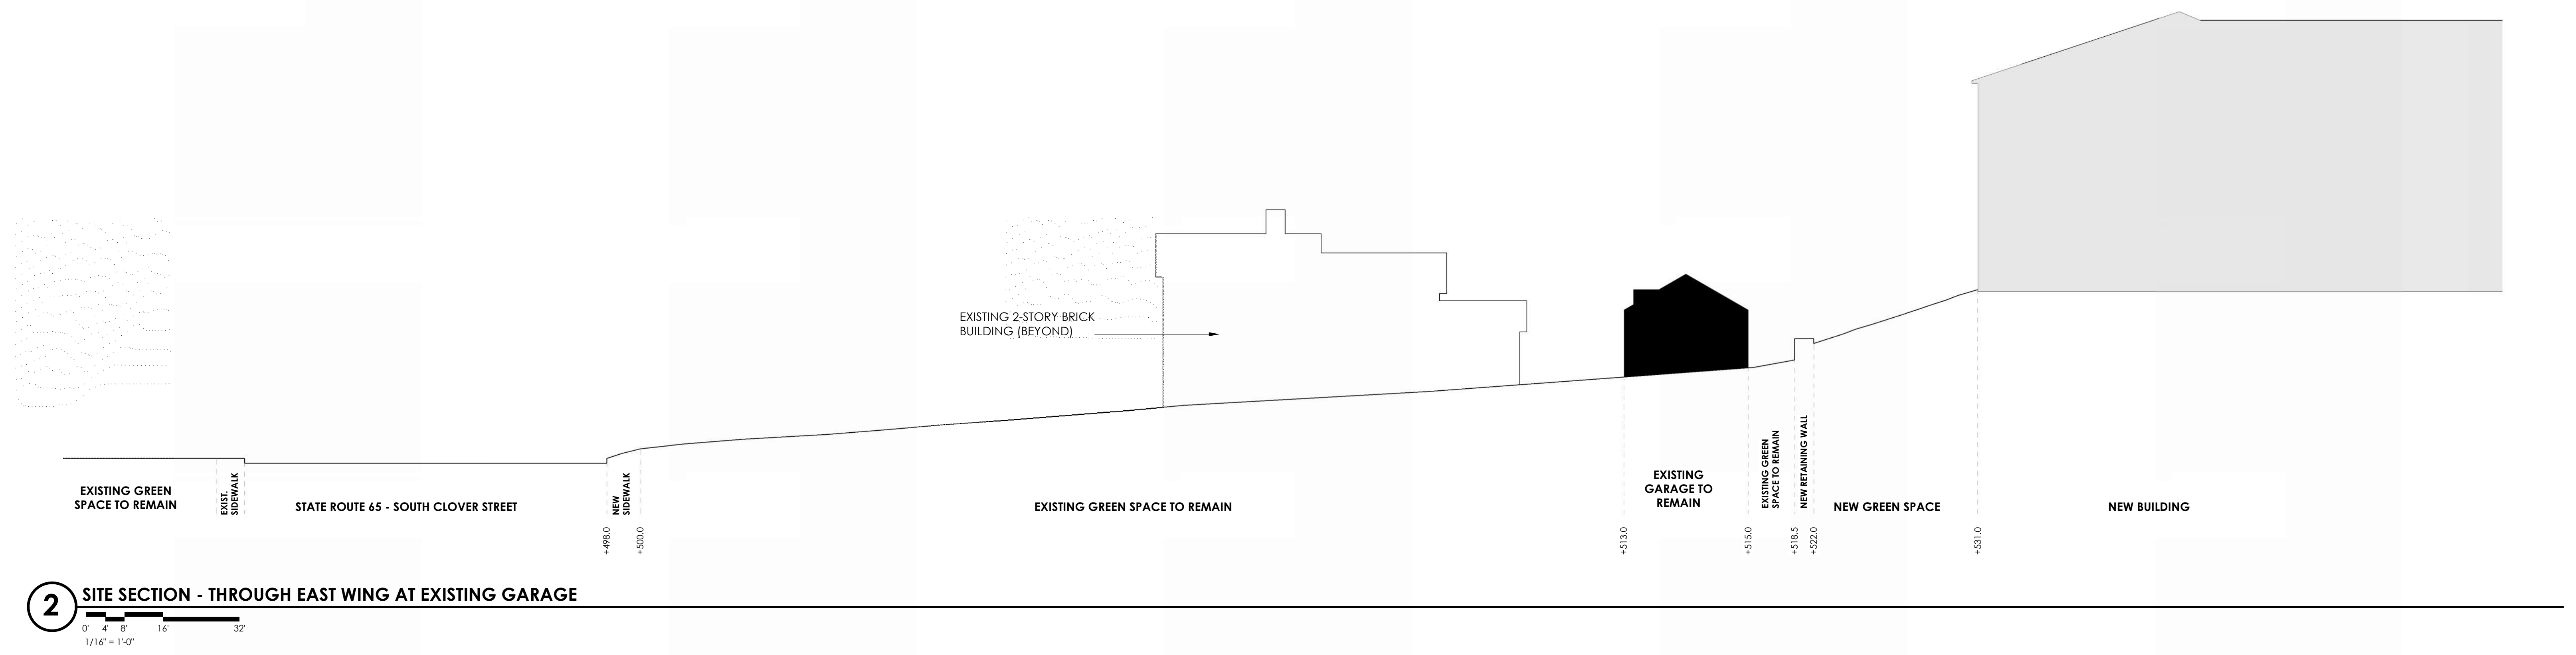 EXISTING 2-STORY BRICK
BUILDING (BEYOND)
EXISTING GREEN
SPACE TO REMAIN
EXIST.
SIDEWALK
STATE ROUTE 65 - SOUTH CLOVER STREET
NEW
SIDEWALK
EXISTING GREEN SPACE TO REMAIN
EXISTING
GARAGE TO
REMAIN
EXISTING GREEN
SPACE TO REMAIN
NEW RETAINING WALL
NEW GREEN SPACE
NEW BUILDING
+498.0
+500.0
+513.0
+515.0
+518.5
+522.0
+531.0
2
SITE SECTION - THROUGH EAST WING AT EXISTING GARAGE
0' 4' 8' 16' 32'
1/16" = 1'-0"